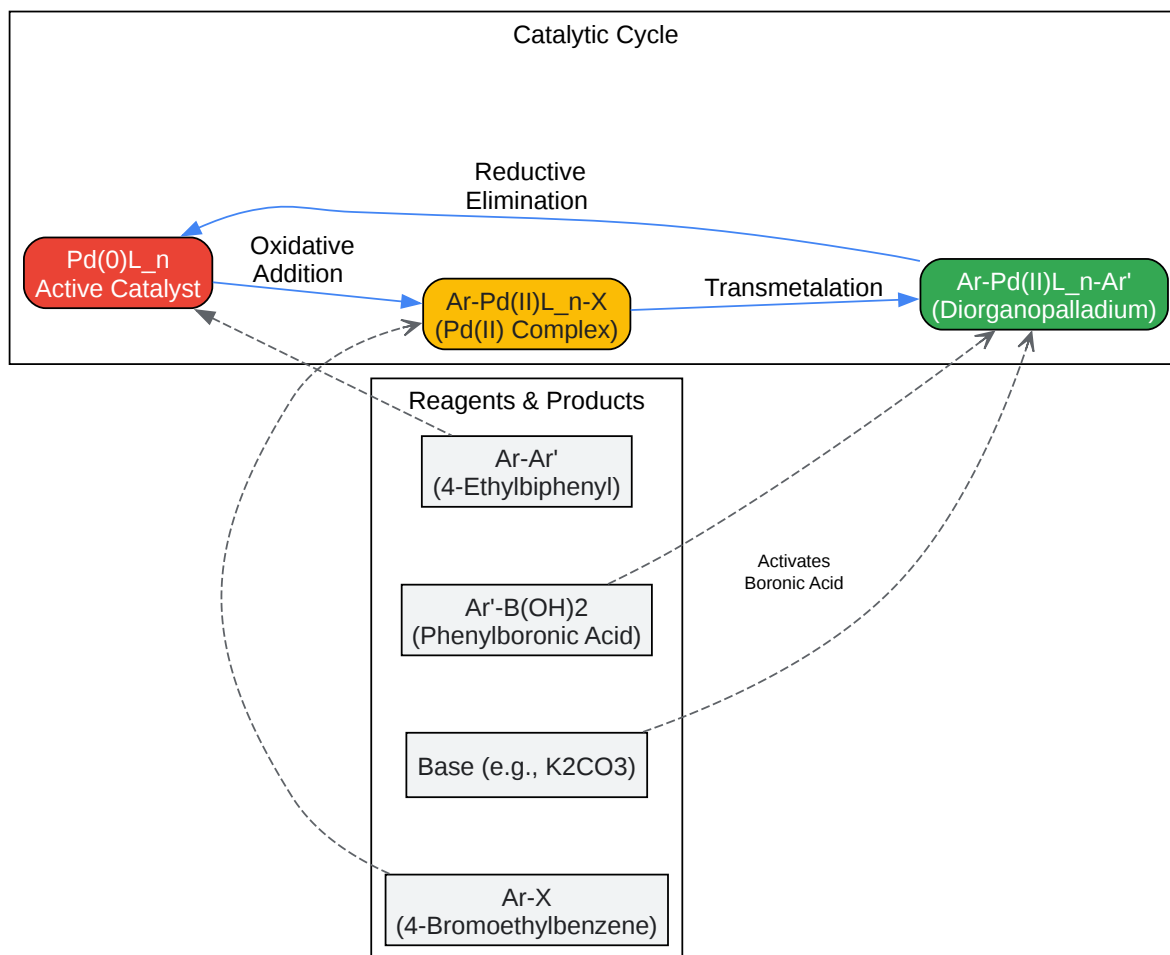 Catalytic Cycle
Reductive
Elimination
Oxidative
Addition
Pd(0)L_n
Active Catalyst
Ar-Pd(II)L_n-X
(Pd(II) Complex)
Transmetalation
Ar-Pd(II)L_n-Ar'
(Diorganopalladium)
Reagents & Products
Ar-Ar'
(4-Ethylbiphenyl)
Activates
Boronic Acid
Ar'-B(OH)2
(Phenylboronic Acid)
Base (e.g., K2CO3)
Ar-X
(4-Bromoethylbenzene)